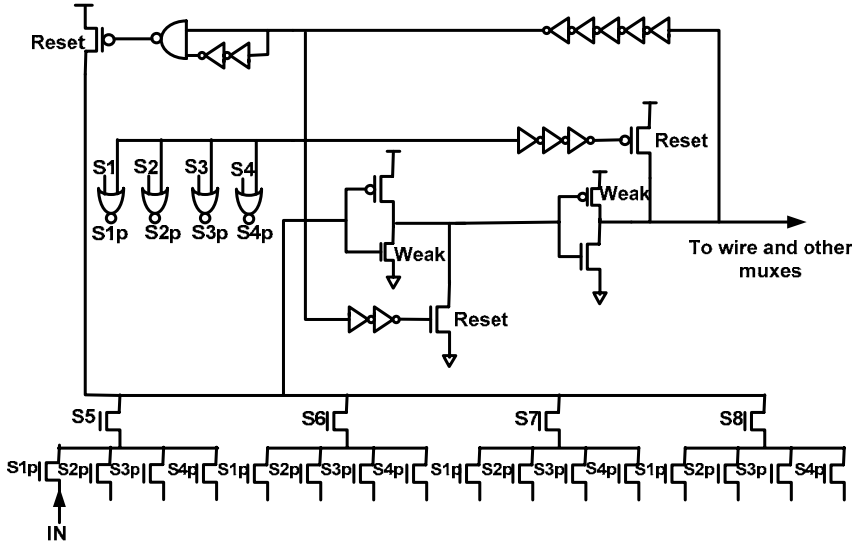 Reset
S1 S2 S3 S4
Reset
S1p S2p S3p S4p
Weak
Weak
To wire and other
muxes
Reset
S5 S6 S7 S8
S1p S2p S3p S4p S1p S2p S3p S4p S1p S2p S3p S4p S1p S2p S3p S4p
IN